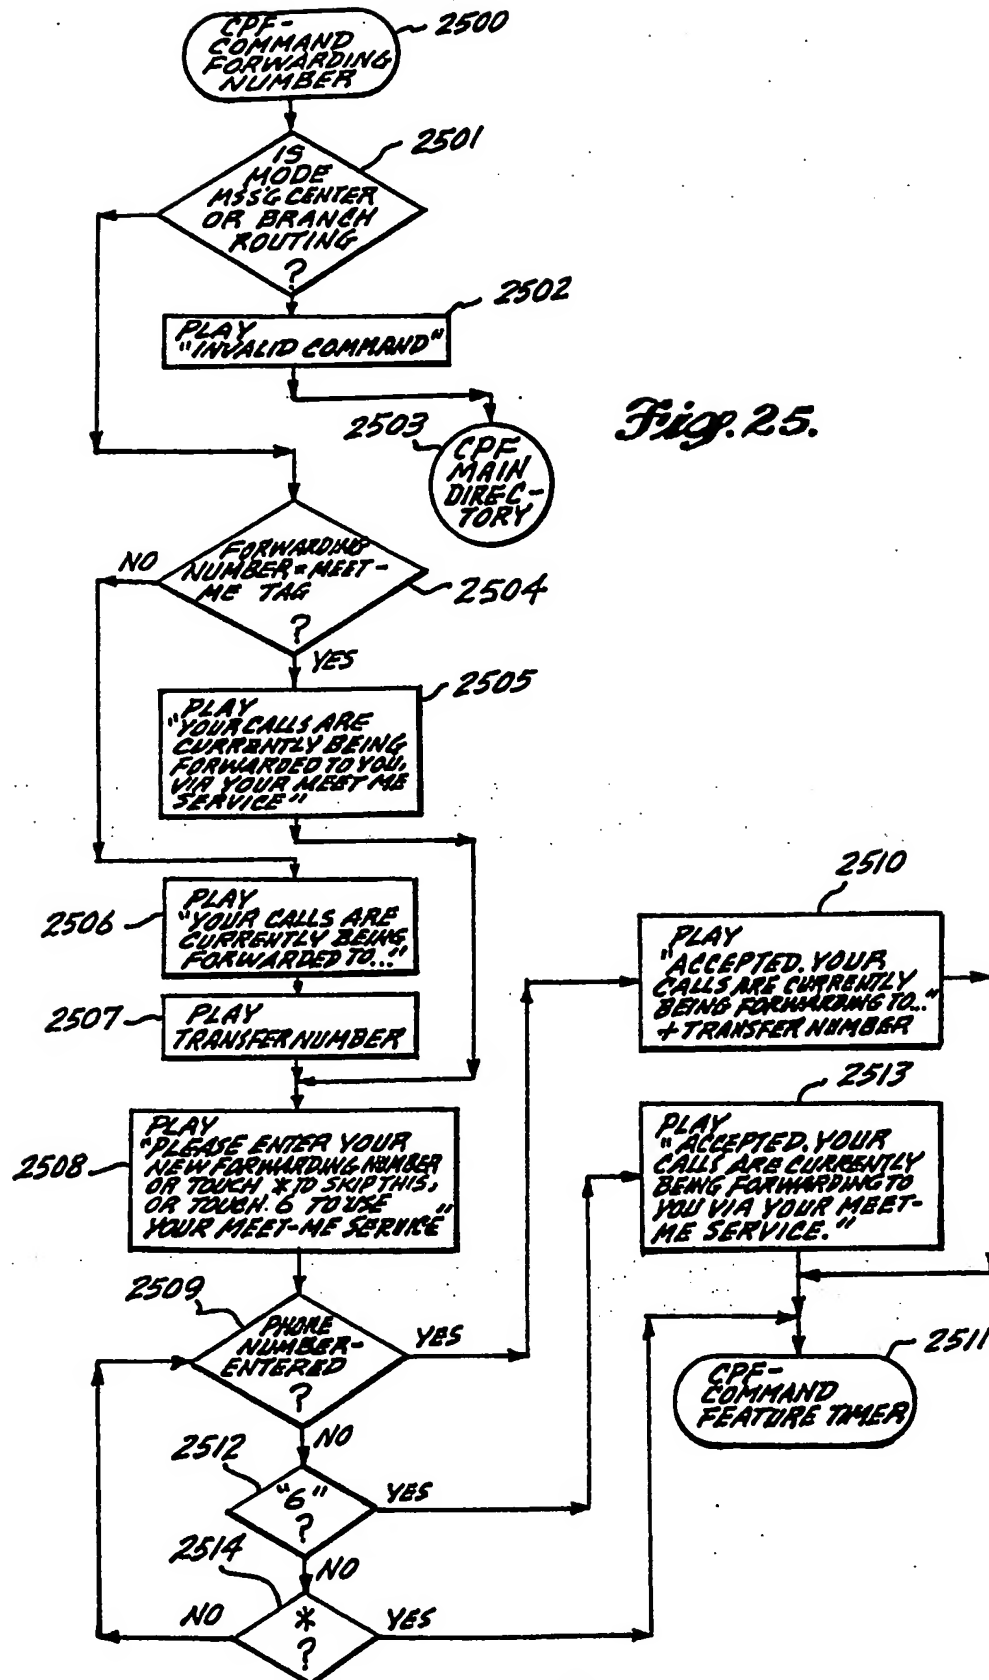 CPF-
COMMAND
FORWARDING
NUMBER
2500
IS
MODE
MSS'G CENTER
OR BRANCH
ROUTING
?
2501
2502
PLAY
"INVALID COMMAND"
2503
CPF
MAIN
DIREC-
TORY
Fig. 25.
NO
FORWARDING
NUMBER = MEET-
ME TAG
?
2504
YES
2505
PLAY
"YOUR CALLS ARE
CURRENTLY BEING
FORWARDED TO YOU,
VIA YOUR MEET ME
SERVICE"
2506
PLAY
"YOUR CALLS ARE
CURRENTLY BEING
FORWARDED TO..."
2507
PLAY
TRANSFER NUMBER
2508
PLAY
"PLEASE ENTER YOUR
NEW FORWARDING NUMBER
OR TOUCH * TO SKIP THIS,
OR TOUCH 6 TO USE
YOUR MEET-ME SERVICE"
2509
PHONE
NUMBER-
ENTERED
?
YES
NO
2510
PLAY
"ACCEPTED. YOUR
CALLS ARE CURRENTLY
BEING FORWARDING TO..."
+ TRANSFER NUMBER
2513
PLAY
"ACCEPTED. YOUR
CALLS ARE CURRENTLY
BEING FORWARDING TO
YOU VIA YOUR MEET-
ME SERVICE."
2511
CPF-
COMMAND
FEATURE TIMER
2512
"6"
?
YES
NO
2514
*
?
NO
YES